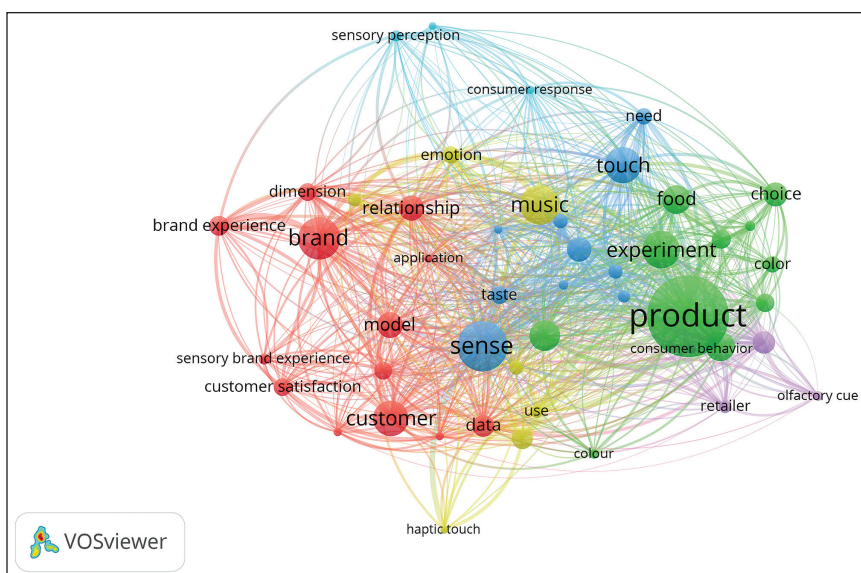 sensory perception
consumer response
need
emotion
touch
dimension
choice
food
music
relationship
brand experience
brand
experiment
application
color
taste
product
model
sense
consumer behavior
sensory brand experience
customer satisfaction
olfactory cue
retailer
use
customer
data
colour
haptic touch
VOSviewer